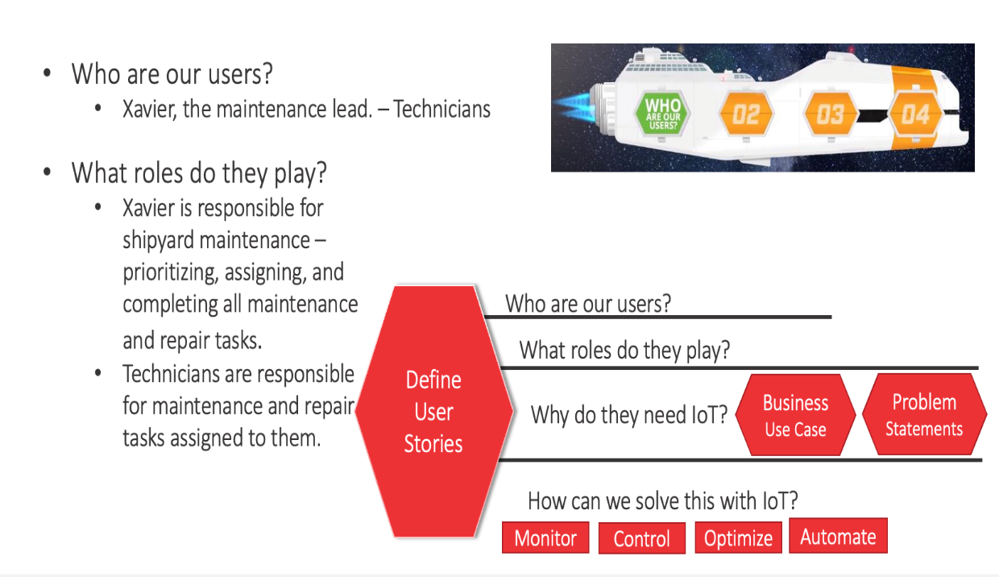 • Who are our users?
• Xavier, the maintenance lead. – Technicians
• What roles do they play?
• Xavier is responsible for
shipyard maintenance –
prioritizing, assigning, and
completing all maintenance
and repair tasks.
• Technicians are responsible
for maintenance and repair
tasks assigned to them.
WHO
ARE OUR
USERS?
02
03
04
Define
User
Stories
Who are our users?
What roles do they play?
Why do they need IoT?
Business
Use Case
Problem
Statements
How can we solve this with IoT?
Monitor
Control
Optimize
Automate